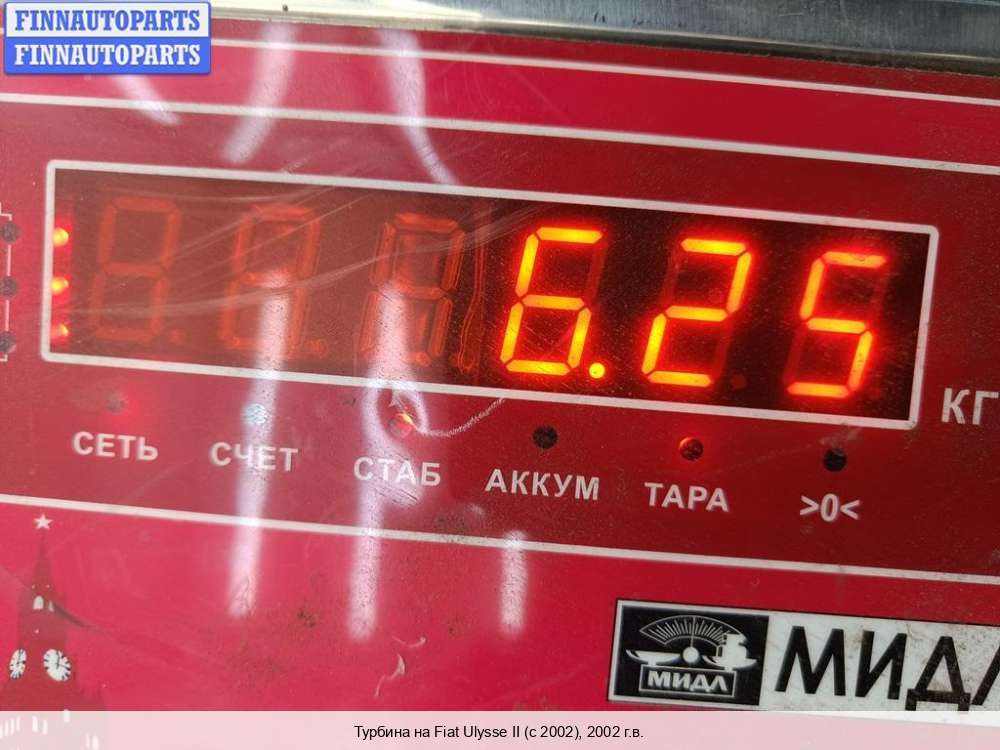 FINNAUTOPARTS
FINNAUTOPARTS
6.25
КГ
СЕТЬ СЧЕТ СТАБ АККУМ ТАРА >0<
МИДЛ МИДЛ
Турбина на Fiat Ulysse II (с 2002), 2002 г.в.